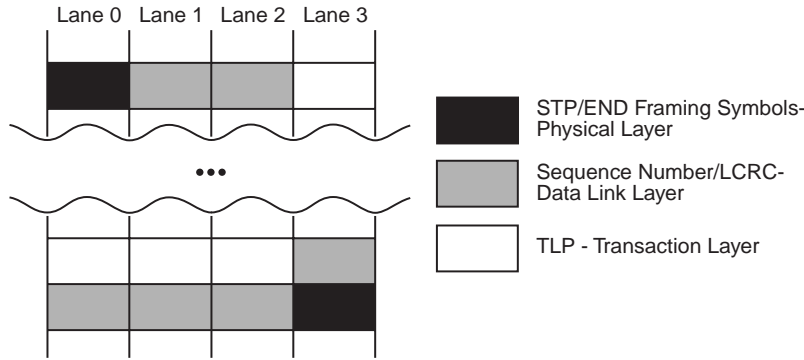 Lane 0 Lane 1 Lane 2 Lane 3
STP/END Framing Symbols-
Physical Layer
Sequence Number/LCRC-
Data Link Layer
TLP - Transaction Layer